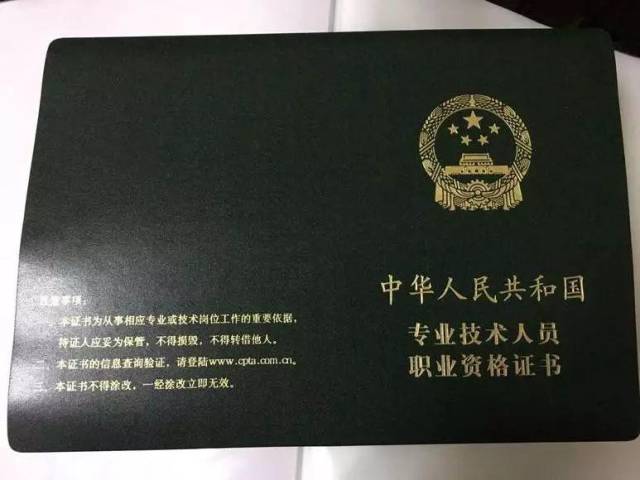 中华人民共和国
专业技术人员
职业资格证书
注意事项：
一、本证书为从事相应专业或技术岗位工作的重要依据，
持证人应妥为保管，不得损毁，不得转借他人。
二、本证书的信息查询验证，请登陆www.cpta.com.cn。
三、本证书不得涂改，一经涂改立即无效。